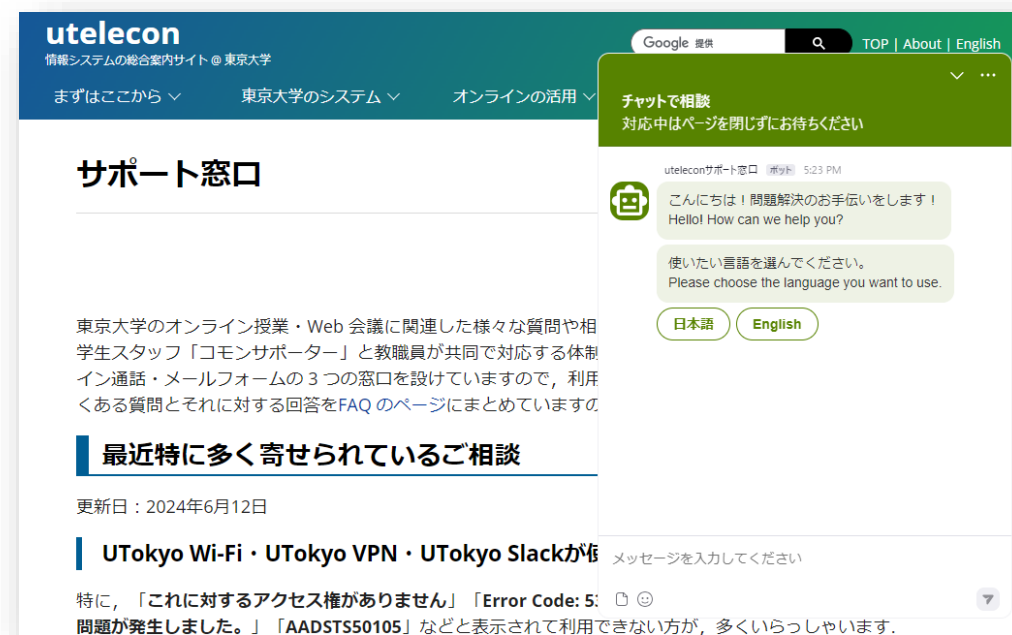 utelecon
情報システムの総合案内サイト @ 東京大学
Google 提供
TOP | About | English
まずはここから
東京大学のシステム
オンラインの活用
チャットで相談
対応中はページを閉じずにお待ちください
サポート窓口
uteleconサポート窓口 ボット 5:23 PM
こんにちは！問題解決のお手伝いをします！
Hello! How can we help you?
使いたい言語を選んでください。
Please choose the language you want to use.
日本語
English
東京大学のオンライン授業・Web 会議に関連した様々な質問や相
学生スタッフ「コモンサポーター」と教職員が共同で対応する体制
イン通話・メールフォームの３つの窓口を設けていますので，利用
くある質問とそれに対する回答をFAQ のページにまとめていますの
最近特に多く寄せられているご相談
更新日：2024年6月12日
UTokyo Wi-Fi・UTokyo VPN・UTokyo Slackが使
メッセージを入力してください
特に，「これに対するアクセス権がありません」「Error Code: 53
問題が発生しました。」「AADSTS50105」などと表示されて利用できない方が，多くいらっしゃいます．